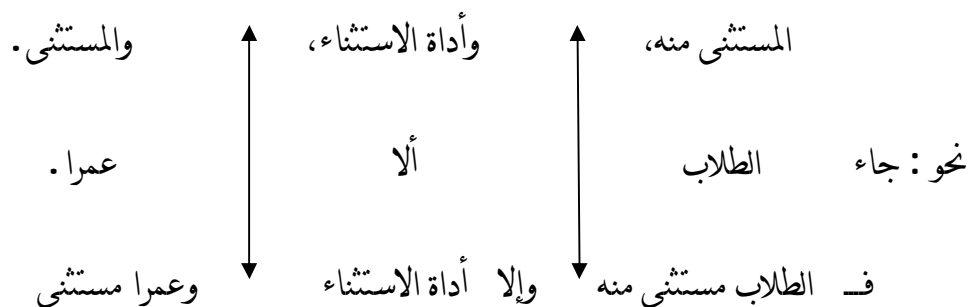 المستثنى منه، وأداة الاستثناء، والمستثنى.
نحو : جاء الطلاب ألا عمرا.
فـ الطلاب مستثنى منه وإلا أداة الاستثناء وعمرا مستثنى